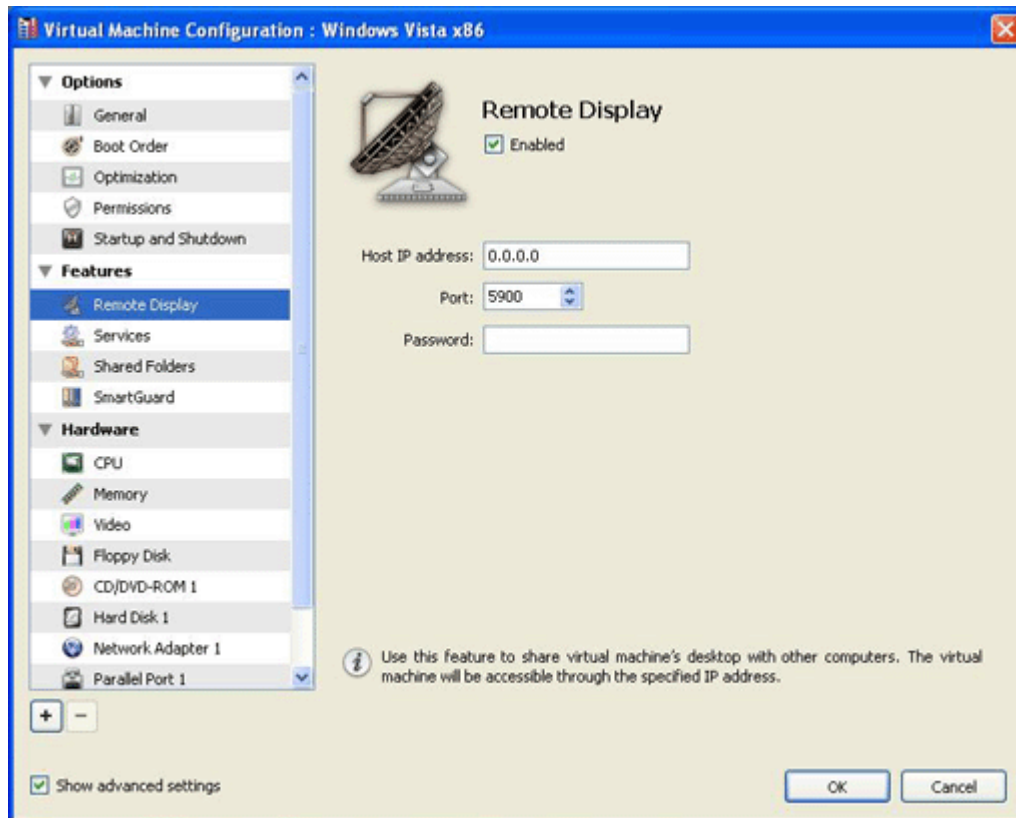 Virtual Machine Configuration : Windows Vista x86
Options
General
Boot Order
Optimization
Permissions
Startup and Shutdown
Features
Remote Display
Services
Shared Folders
SmartGuard
Hardware
CPU
Memory
Video
Floppy Disk
CD/DVD-ROM 1
Hard Disk 1
Network Adapter 1
Parallel Port 1
Remote Display
Enabled
Host IP address: 0.0.0.0
Port: 5900
Password:
Use this feature to share virtual machine's desktop with other computers. The virtual
machine will be accessible through the specified IP address.
Show advanced settings
OK
Cancel